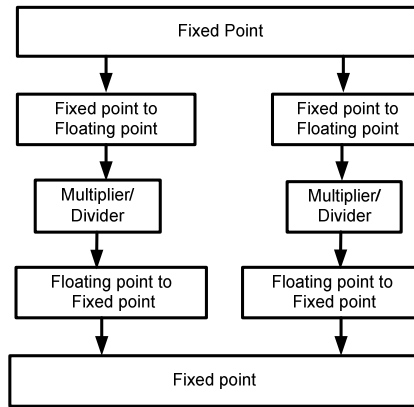 Fixed Point
Fixed point to
Floating point
Fixed point to
Floating point
Multiplier/
Divider
Multiplier/
Divider
Floating point to
Fixed point
Floating point to
Fixed point
Fixed point